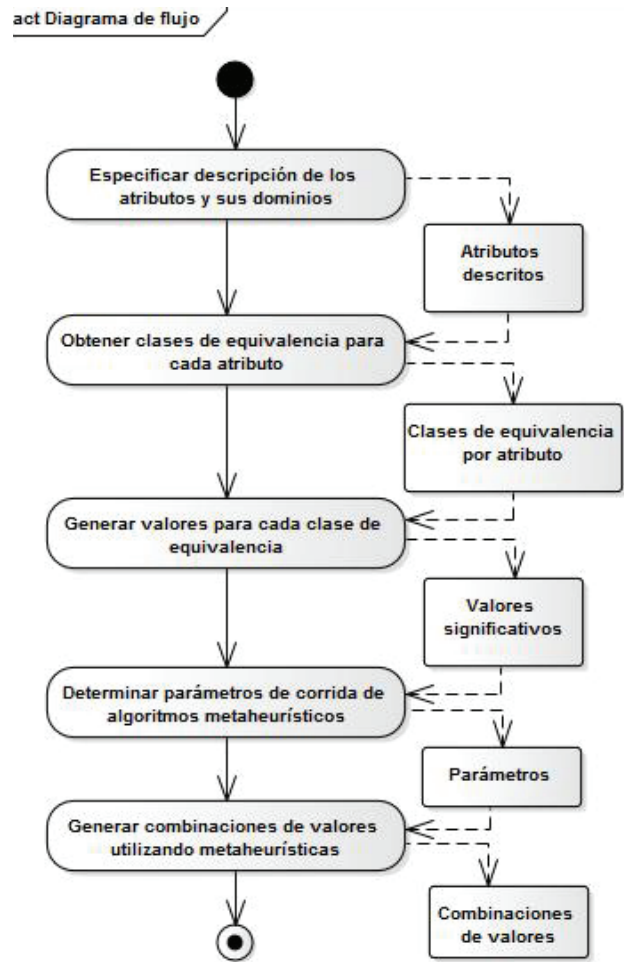 act Diagrama de flujo
Especificar descripción de los
atributos y sus dominios
Atributos
descritos
Obtener clases de equivalencia para
cada atributo
Clases de equivalencia
por atributo
Generar valores para cada clase de
equivalencia
Valores
significativos
Determinar parámetros de corrida de
algoritmos metaheurísticos
Parámetros
Generar combinaciones de valores
utilizando metaheurísticas
Combinaciones
de valores